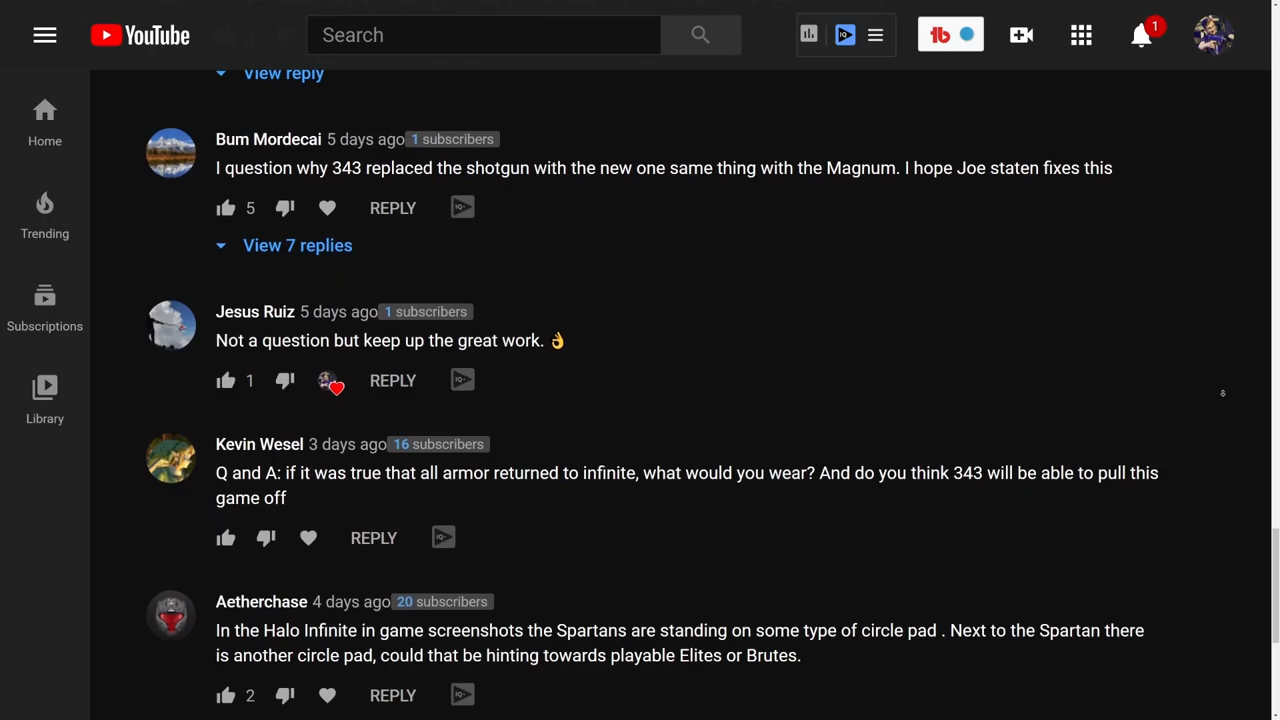 YouTube
Search
IQ
1
View reply
Home
Trending
Subscriptions
Library
Bum Mordecai 5 days ago 1 subscribers
I question why 343 replaced the shotgun with the new one same thing with the Magnum. I hope Joe staten fixes this
5 REPLY IQ
View 7 replies
Jesus Ruiz 5 days ago 1 subscribers
Not a question but keep up the great work. 👌
1 REPLY IQ
Kevin Wesel 3 days ago 16 subscribers
Q and A: if it was true that all armor returned to infinite, what would you wear? And do you think 343 will be able to pull this
game off
REPLY IQ
Aetherchase 4 days ago 20 subscribers
In the Halo Infinite in game screenshots the Spartans are standing on some type of circle pad . Next to the Spartan there
is another circle pad, could that be hinting towards playable Elites or Brutes.
2 REPLY IQ